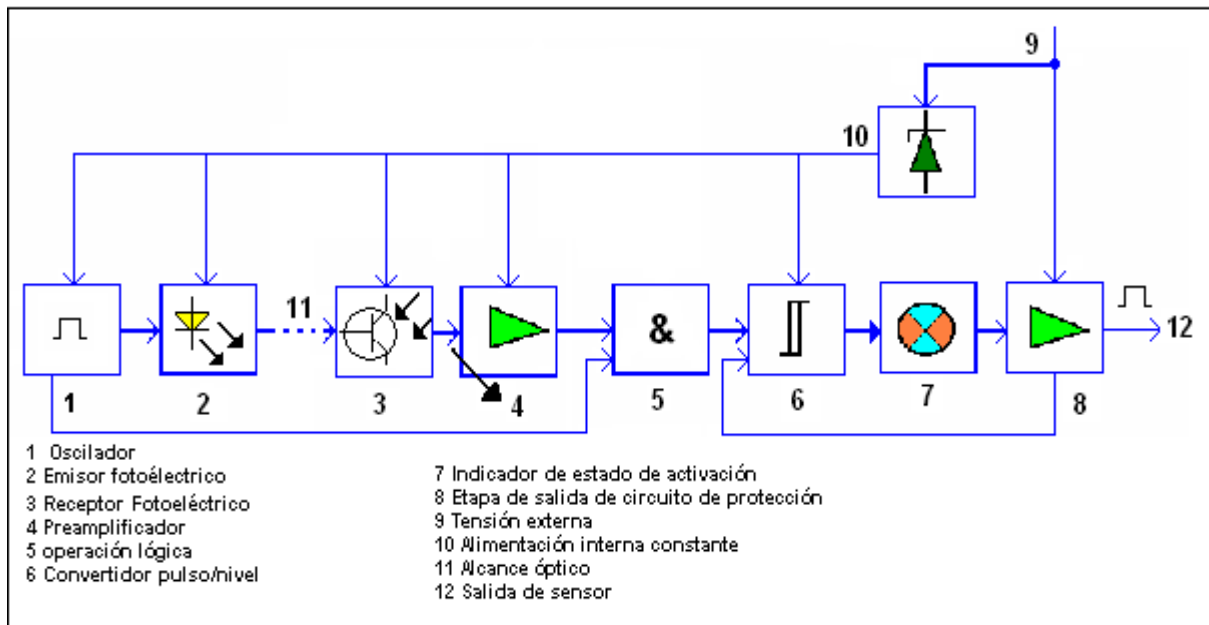 9
10
11
&
12
1
2
3
4
5
6
7
8
1 Oscilador
2 Emisor fotoélectrico
3 Receptor Fotoeléctrico
4 Preamplificador
5 operación lógica
6 Convertidor pulso/nivel
7 Indicador de estado de activación
8 Etapa de salida de circuito de protección
9 Tensión externa
10 Alimentación interna constante
11 Alcance óptico
12 Salida de sensor